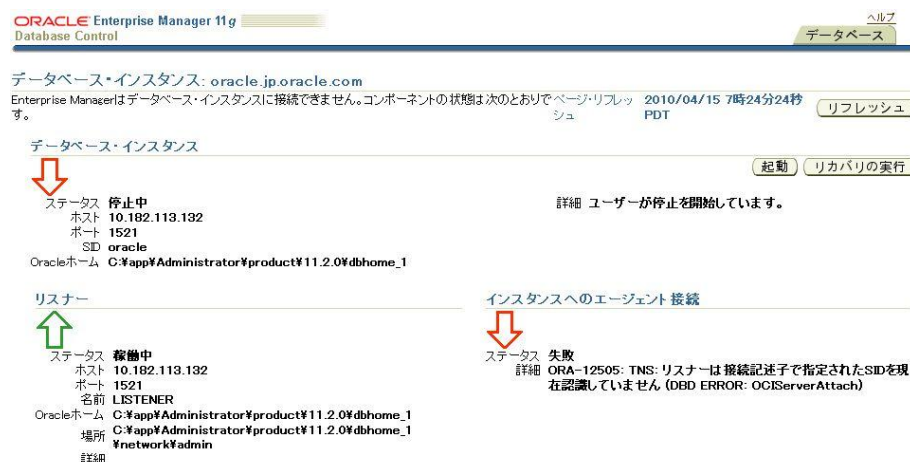 ORACLE Enterprise Manager 11g
Database Control
ヘルプ
データベース
データベース・インスタンス: oracle.jp.oracle.com
Enterprise Managerはデータベース・インスタンスに接続できません。コンポーネントの状態は次のとおりです。
ページ・リフレッシュ 2010/04/15 7時24分24秒 PDT
リフレッシュ
データベース・インスタンス
起動 リカバリの実行
ステータス 停止中
ホスト 10.182.113.132
ポート 1521
SID oracle
Oracleホーム C:¥app¥Administrator¥product¥11.2.0¥dbhome_1
詳細 ユーザーが停止を開始しています。
リスナー
ステータス 稼働中
ホスト 10.182.113.132
ポート 1521
名前 LISTENER
Oracleホーム C:¥app¥Administrator¥product¥11.2.0¥dbhome_1
場所 C:¥app¥Administrator¥product¥11.2.0¥dbhome_1
¥network¥admin
詳細
インスタンスへのエージェント接続
ステータス 失敗
詳細 ORA-12505: TNS: リスナーは接続記述子で指定されたSIDを現
在認識していません (DBD ERROR: OCIServerAttach)